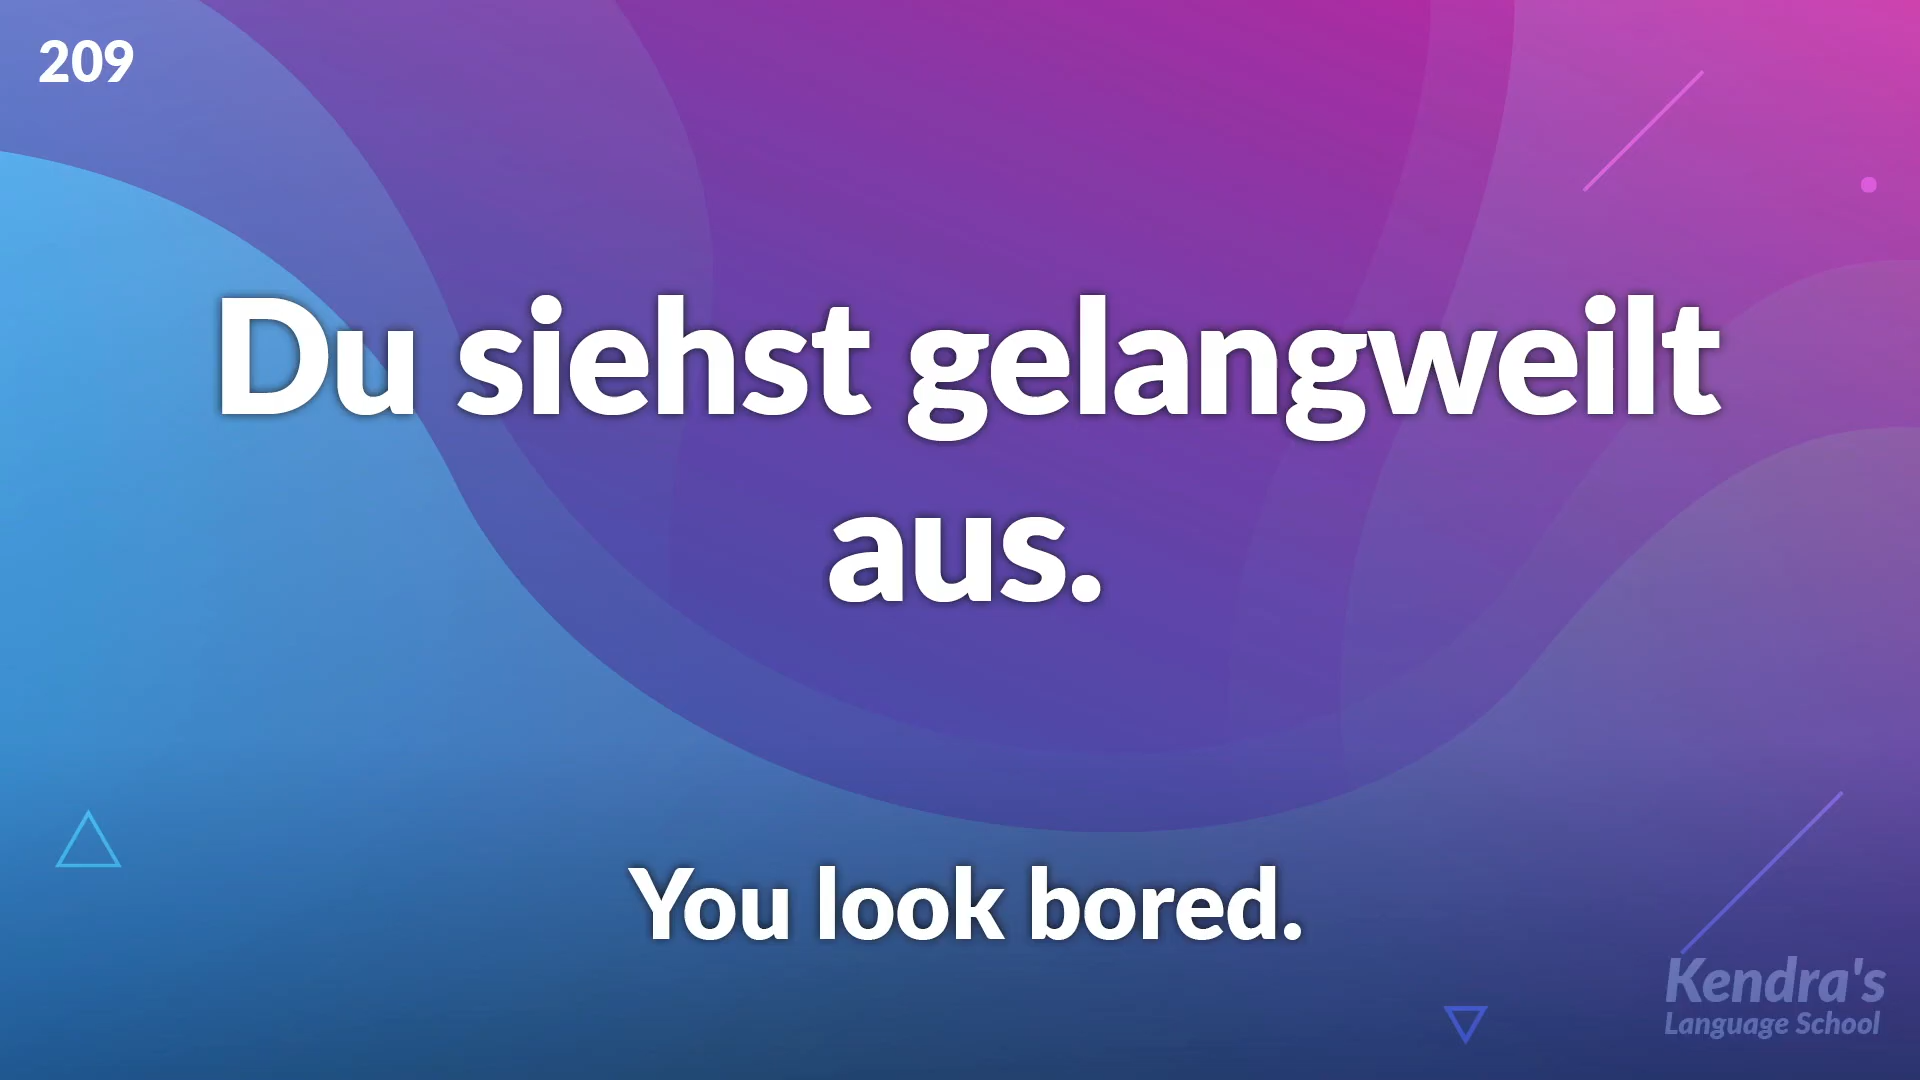 209
Du siehst gelangweilt
aus.
You look bored.
Kendra's
Language School